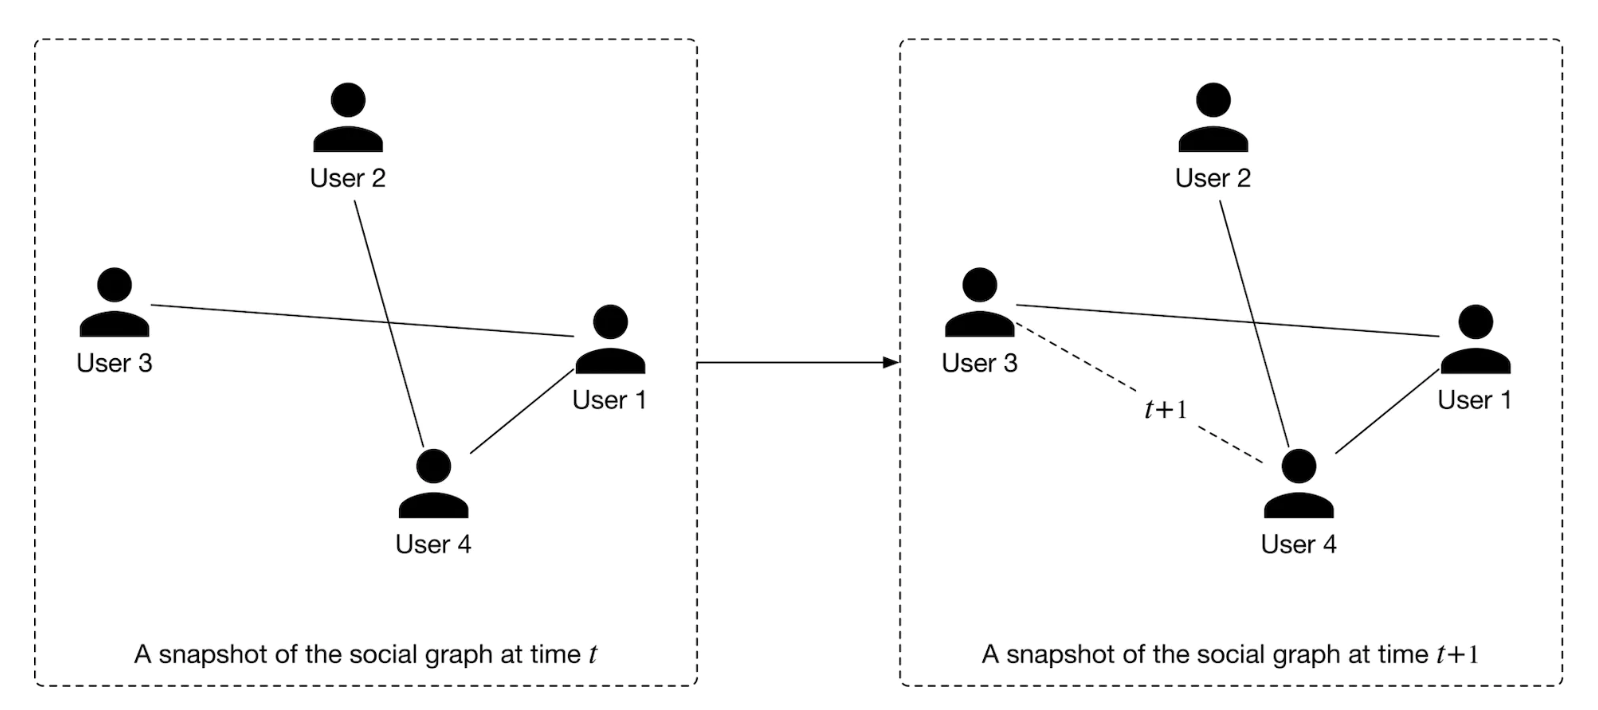 User 2
User 3
User 1
User 4
A snapshot of the social graph at time t
User 2
User 3
User 1
t+1
User 4
A snapshot of the social graph at time t+1